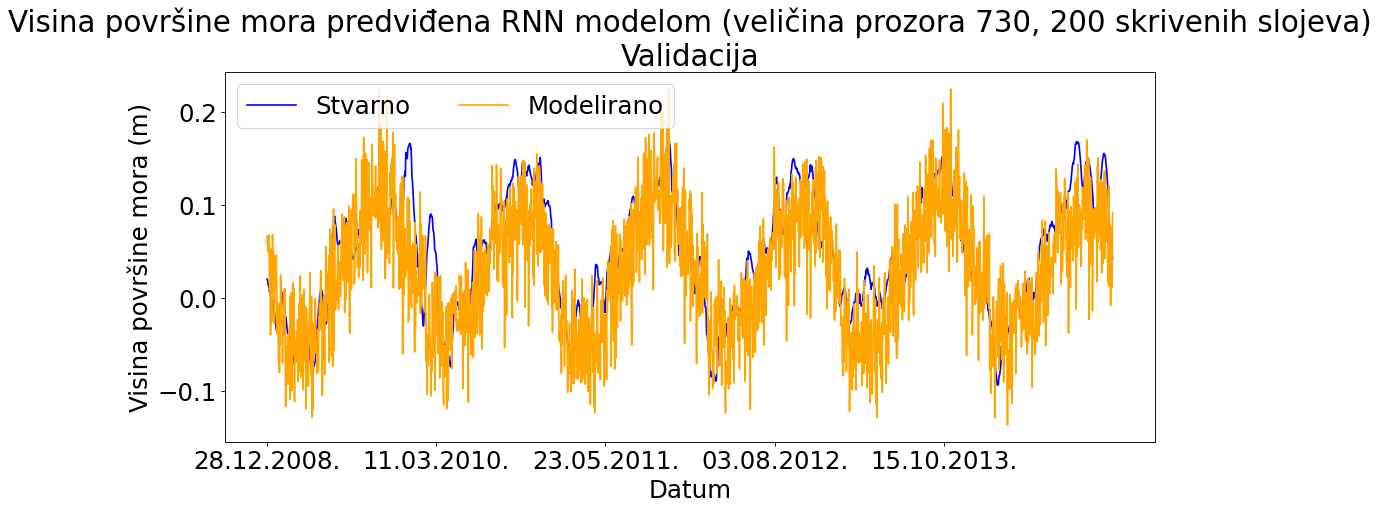 Visina površine mora predviđena RNN modelom (veličina prozora 730, 200 skrivenih slojeva)
Validacija
Stvarno
Modelirano
Visina površine mora (m)
0.2
0.1
0.0
−0.1
28.12.2008.
11.03.2010.
23.05.2011.
03.08.2012.
15.10.2013.
Datum